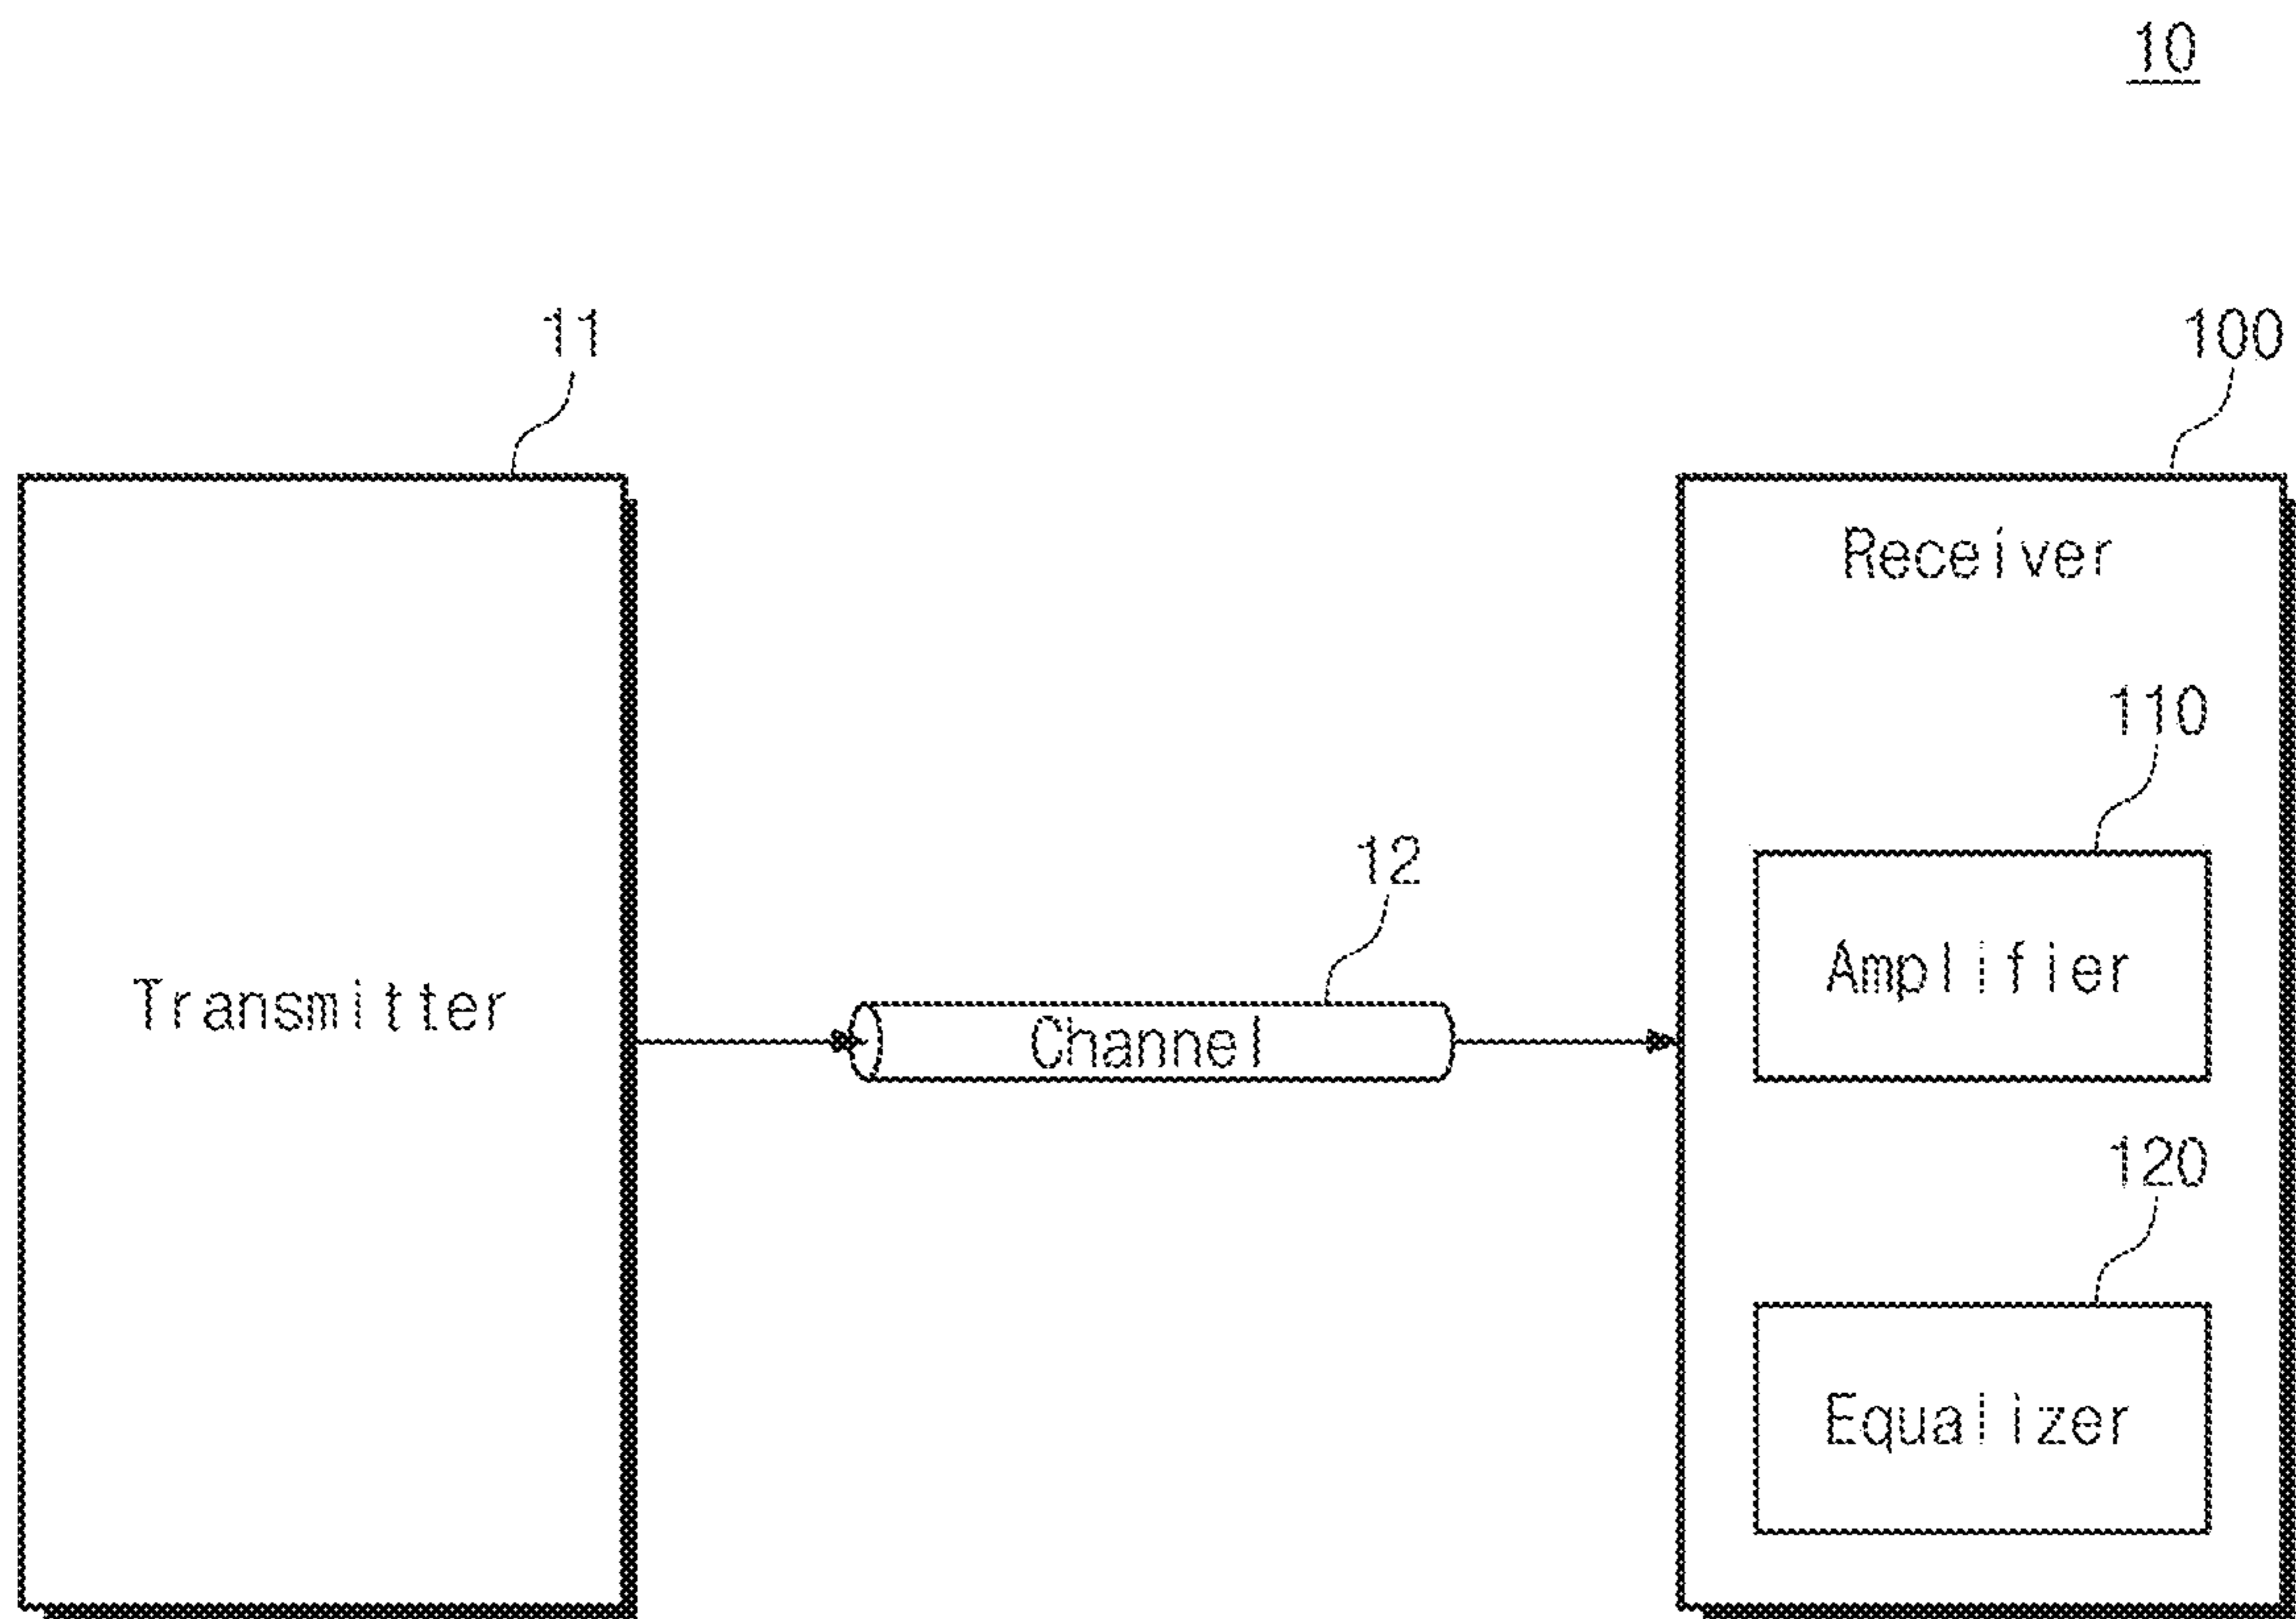 10
11
100
Receiver
110
12
Amplifier
Transmitter
Channel
120
Equalizer